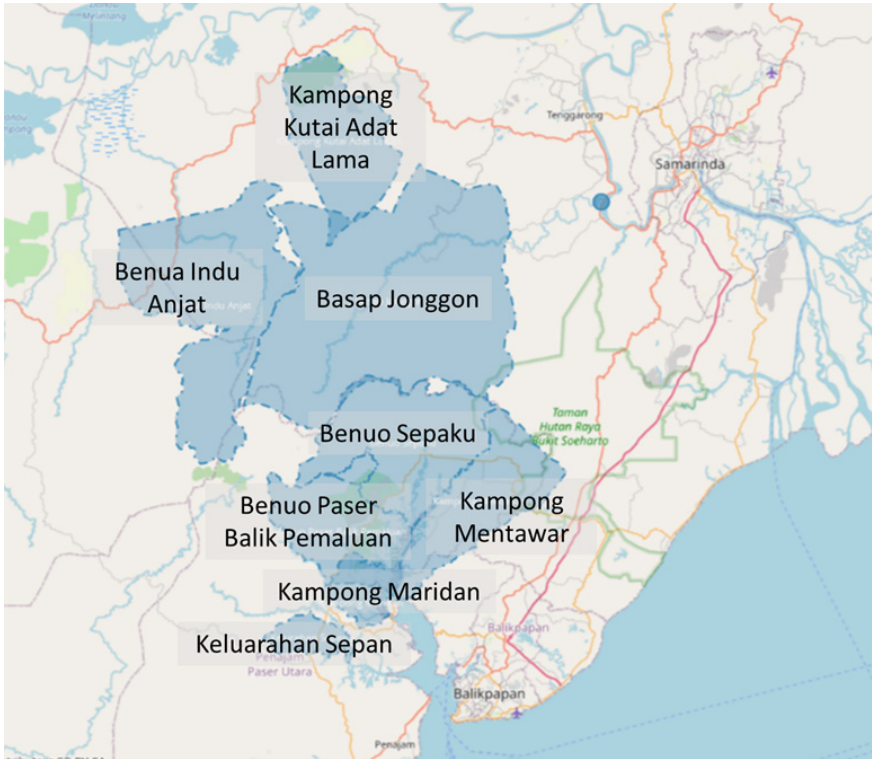 Kampong
Kutai Adat
Lama
Tenggarong
Samarinda
Benua Indu
Anjat
Basap Jonggon
Taman
Hutan Raya
Bukit Soeharto
Benuo Sepaku
Benuo Paser
Balik Pemaluan
Kampong
Mentawar
Kampong Maridan
Keluarahan Sepan
Penajam
Paser Utara
Balikpapan
Balikpapan
Penajam